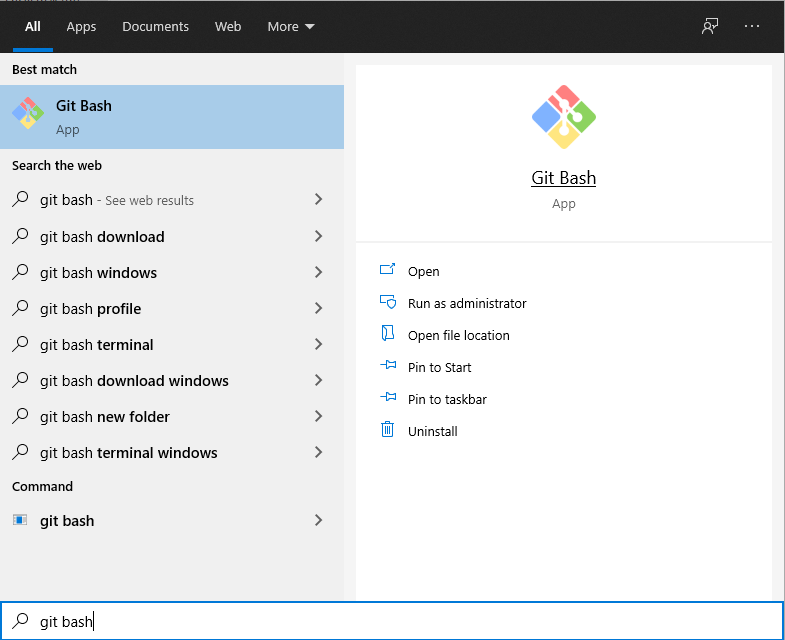 All Apps Documents Web More
Best match
Git Bash
App
Search the web
git bash - See web results
git bash download
git bash windows
git bash profile
git bash terminal
git bash download windows
git bash new folder
git bash terminal windows
Command
git bash
Git Bash
App
Open
Run as administrator
Open file location
Pin to Start
Pin to taskbar
Uninstall
git bash